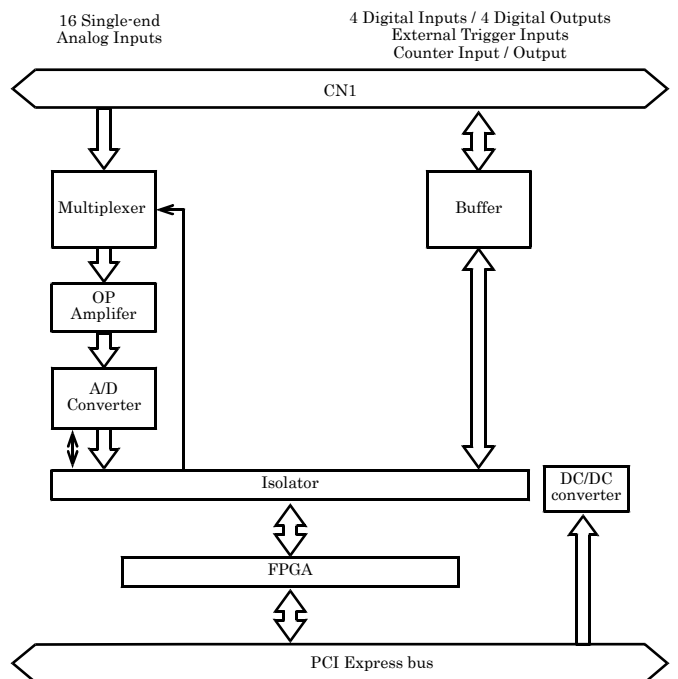 16 Single-end
Analog Inputs
4 Digital Inputs / 4 Digital Outputs
External Trigger Inputs
Counter Input / Output
CN1
Multiplexer
Buffer
OP
Amplifer
A/D
Converter
Isolator
DC/DC
converter
FPGA
PCI Express bus